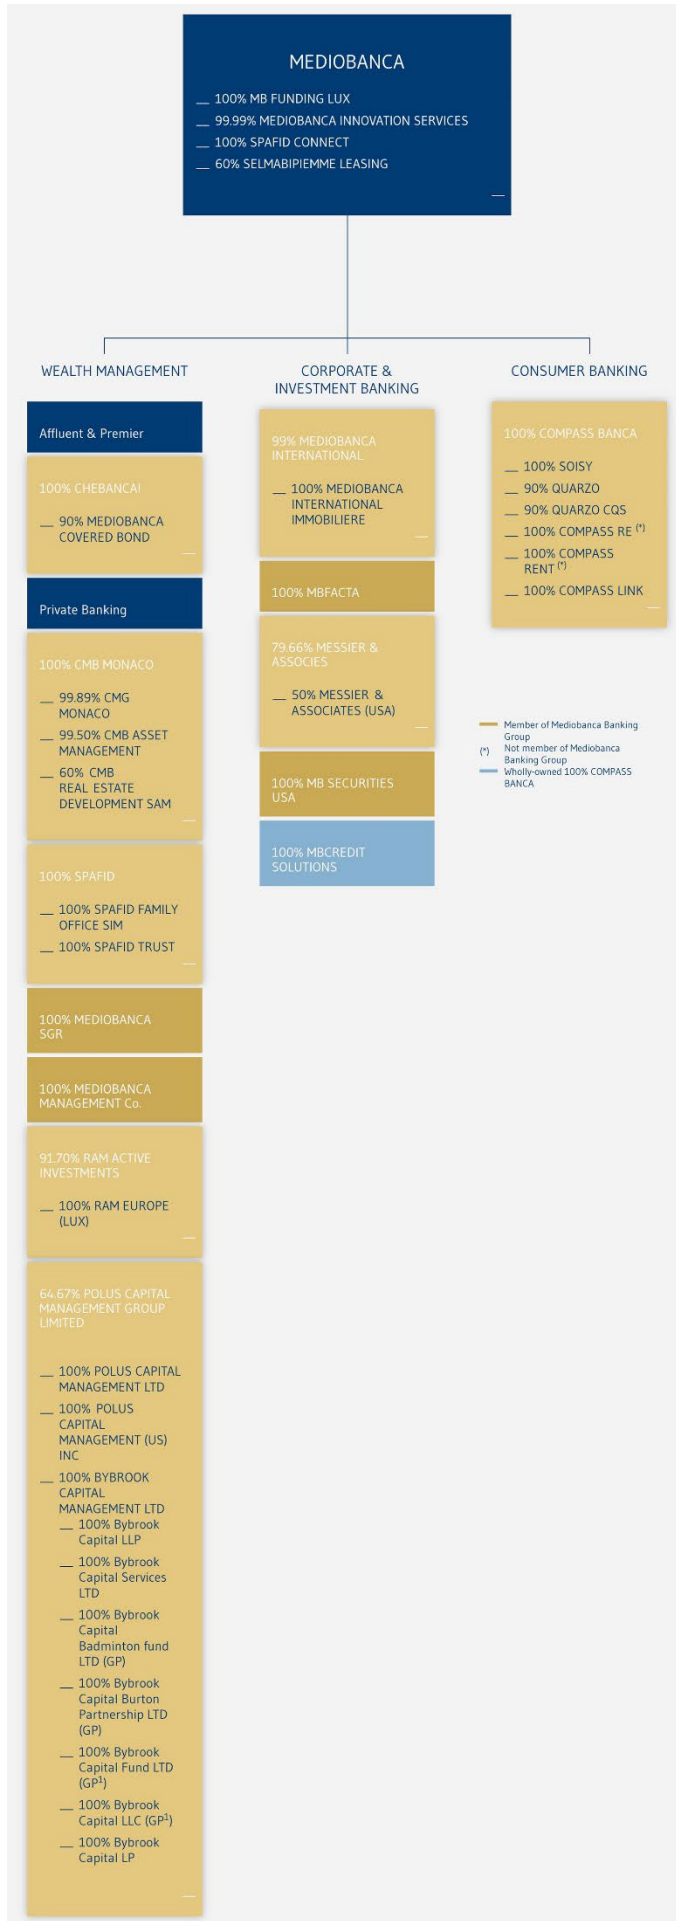 MEDIOBANCA
100% MB FUNDING LUX
99.99% MEDIOBANCA INNOVATION SERVICES
100% SPAFID CONNECT
60% SELMABIPIEMME LEASING
WEALTH MANAGEMENT
Affluent & Premier
100% CHEBANCA!
90% MEDIOBANCA
COVERED BOND
Private Banking
100% CMB MONACO
99.89% CMG
MONACO
99.50% CMB ASSET
MANAGEMENT
60% CMB
REAL ESTATE
DEVELOPMENT SAM
100% SPAFID
100% SPAFID FAMILY
OFFICE SIM
100% SPAFID TRUST
100% MEDIOBANCA
SGR
100% MEDIOBANCA
MANAGEMENT Co.
91.70% RAM ACTIVE
INVESTMENTS
100% RAM EUROPE
(LUX)
64.67% POLUS CAPITAL
MANAGEMENT GROUP
LIMITED
100% POLUS CAPITAL
MANAGEMENT LTD
100% POLUS
CAPITAL
MANAGEMENT (US)
INC
100% BYBROOK
CAPITAL
MANAGEMENT LTD
100% Bybrook
Capital LLP
100% Bybrook
Capital Services
LTD
100% Bybrook
Capital
Badminton fund
LTD (GP)
100% Bybrook
Capital Burton
Partnership LTD
(GP)
100% Bybrook
Capital Fund LTD
(GP¹)
100% Bybrook
Capital LLC (GP¹)
100% Bybrook
Capital LP
CORPORATE &
INVESTMENT BANKING
99% MEDIOBANCA
INTERNATIONAL
100% MEDIOBANCA
INTERNATIONAL
IMMOBILIERE
100% MBFACTA
79.66% MESSIER &
ASSOCIES
50% MESSIER &
ASSOCIATES (USA)
100% MB SECURITIES
USA
100% MBCREDIT
SOLUTIONS
CONSUMER BANKING
100% COMPASS BANCA
100% SOISY
90% QUARZO
90% QUARZO CQS
100% COMPASS RE (*)
100% COMPASS
RENT (*)
100% COMPASS LINK
Member of Mediobanca Banking
Group
(*) Not member of Mediobanca
Banking Group
Wholly-owned 100% COMPASS
BANCA